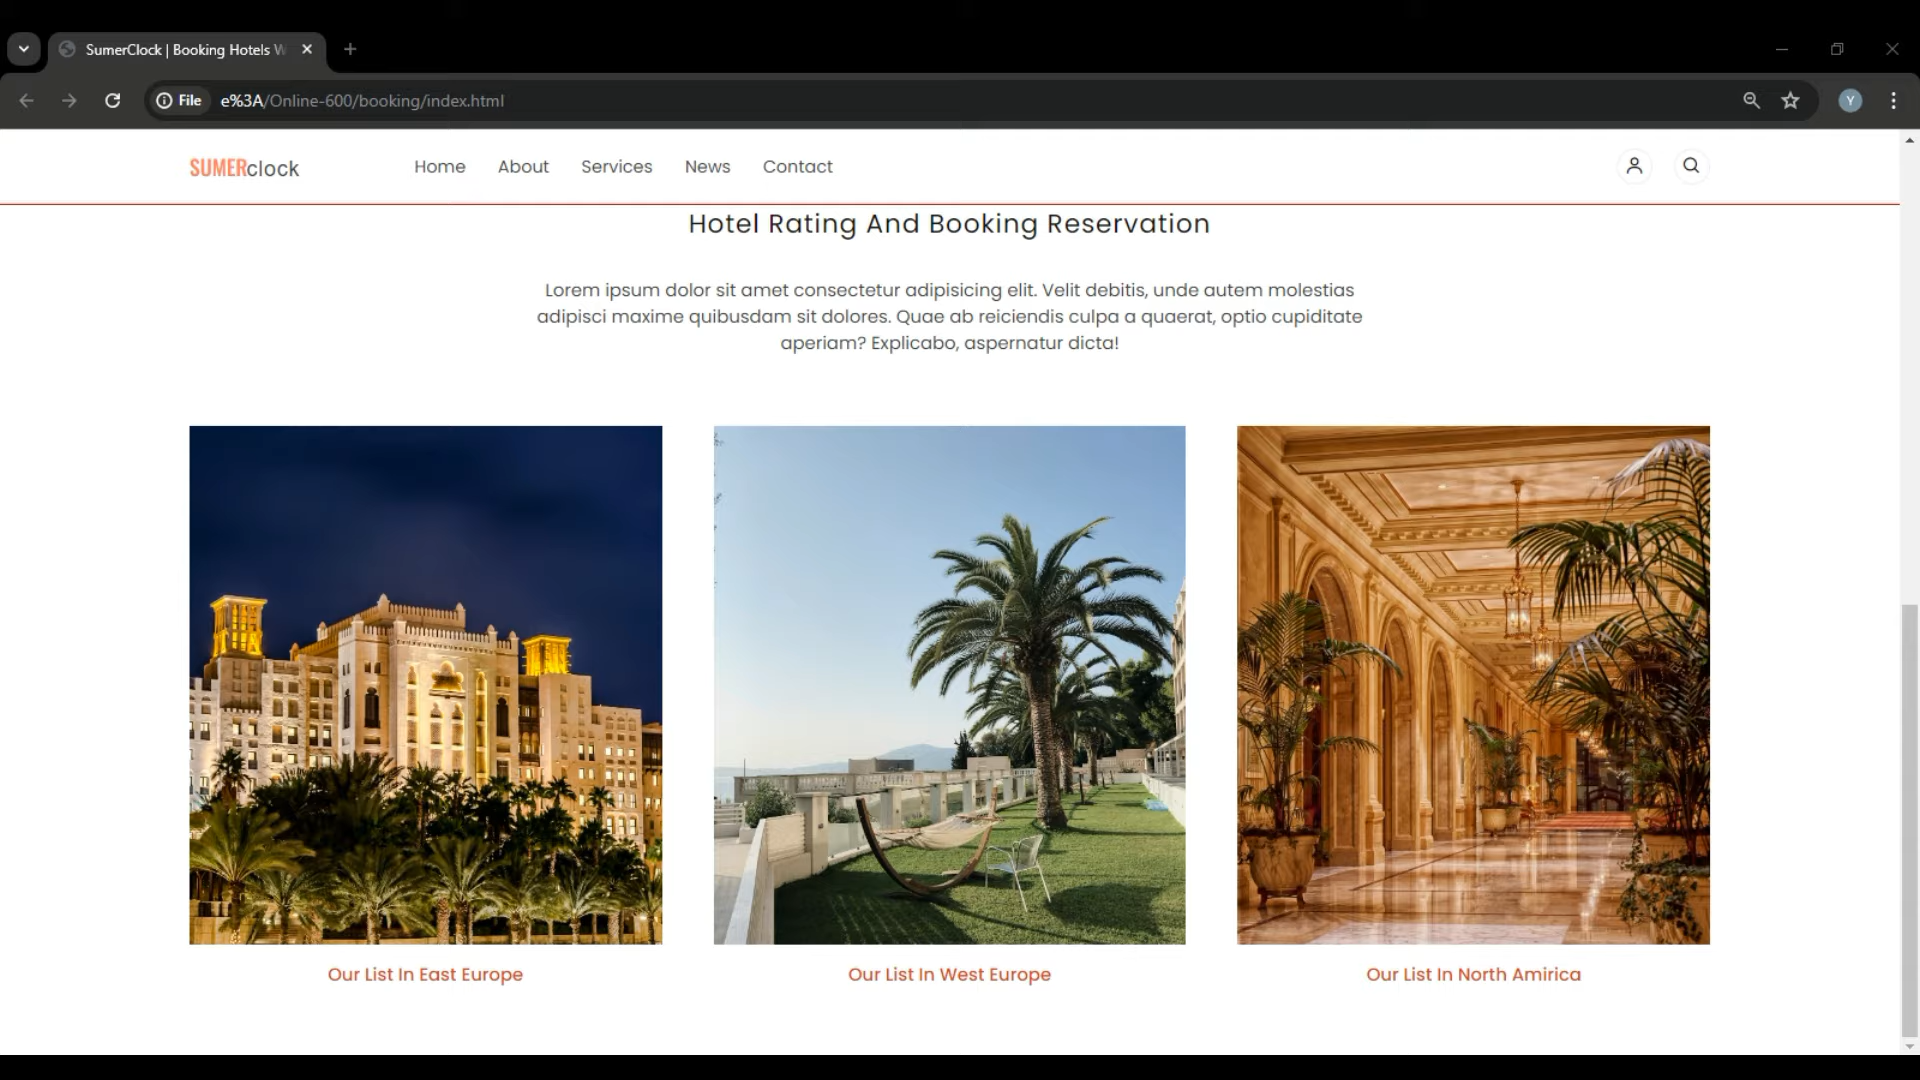 SumerClock | Booking Hotels W
File e%3A/Online-600/booking/index.html
Y
SUMERclock Home About Services News Contact
Hotel Rating And Booking Reservation
Lorem ipsum dolor sit amet consectetur adipisicing elit. Velit debitis, unde autem molestias
adipisci maxime quibusdam sit dolores. Quae ab reiciendis culpa a quaerat, optio cupiditate
aperiam? Explicabo, aspernatur dicta!
Our List In East Europe
Our List In West Europe
Our List In North Amirica